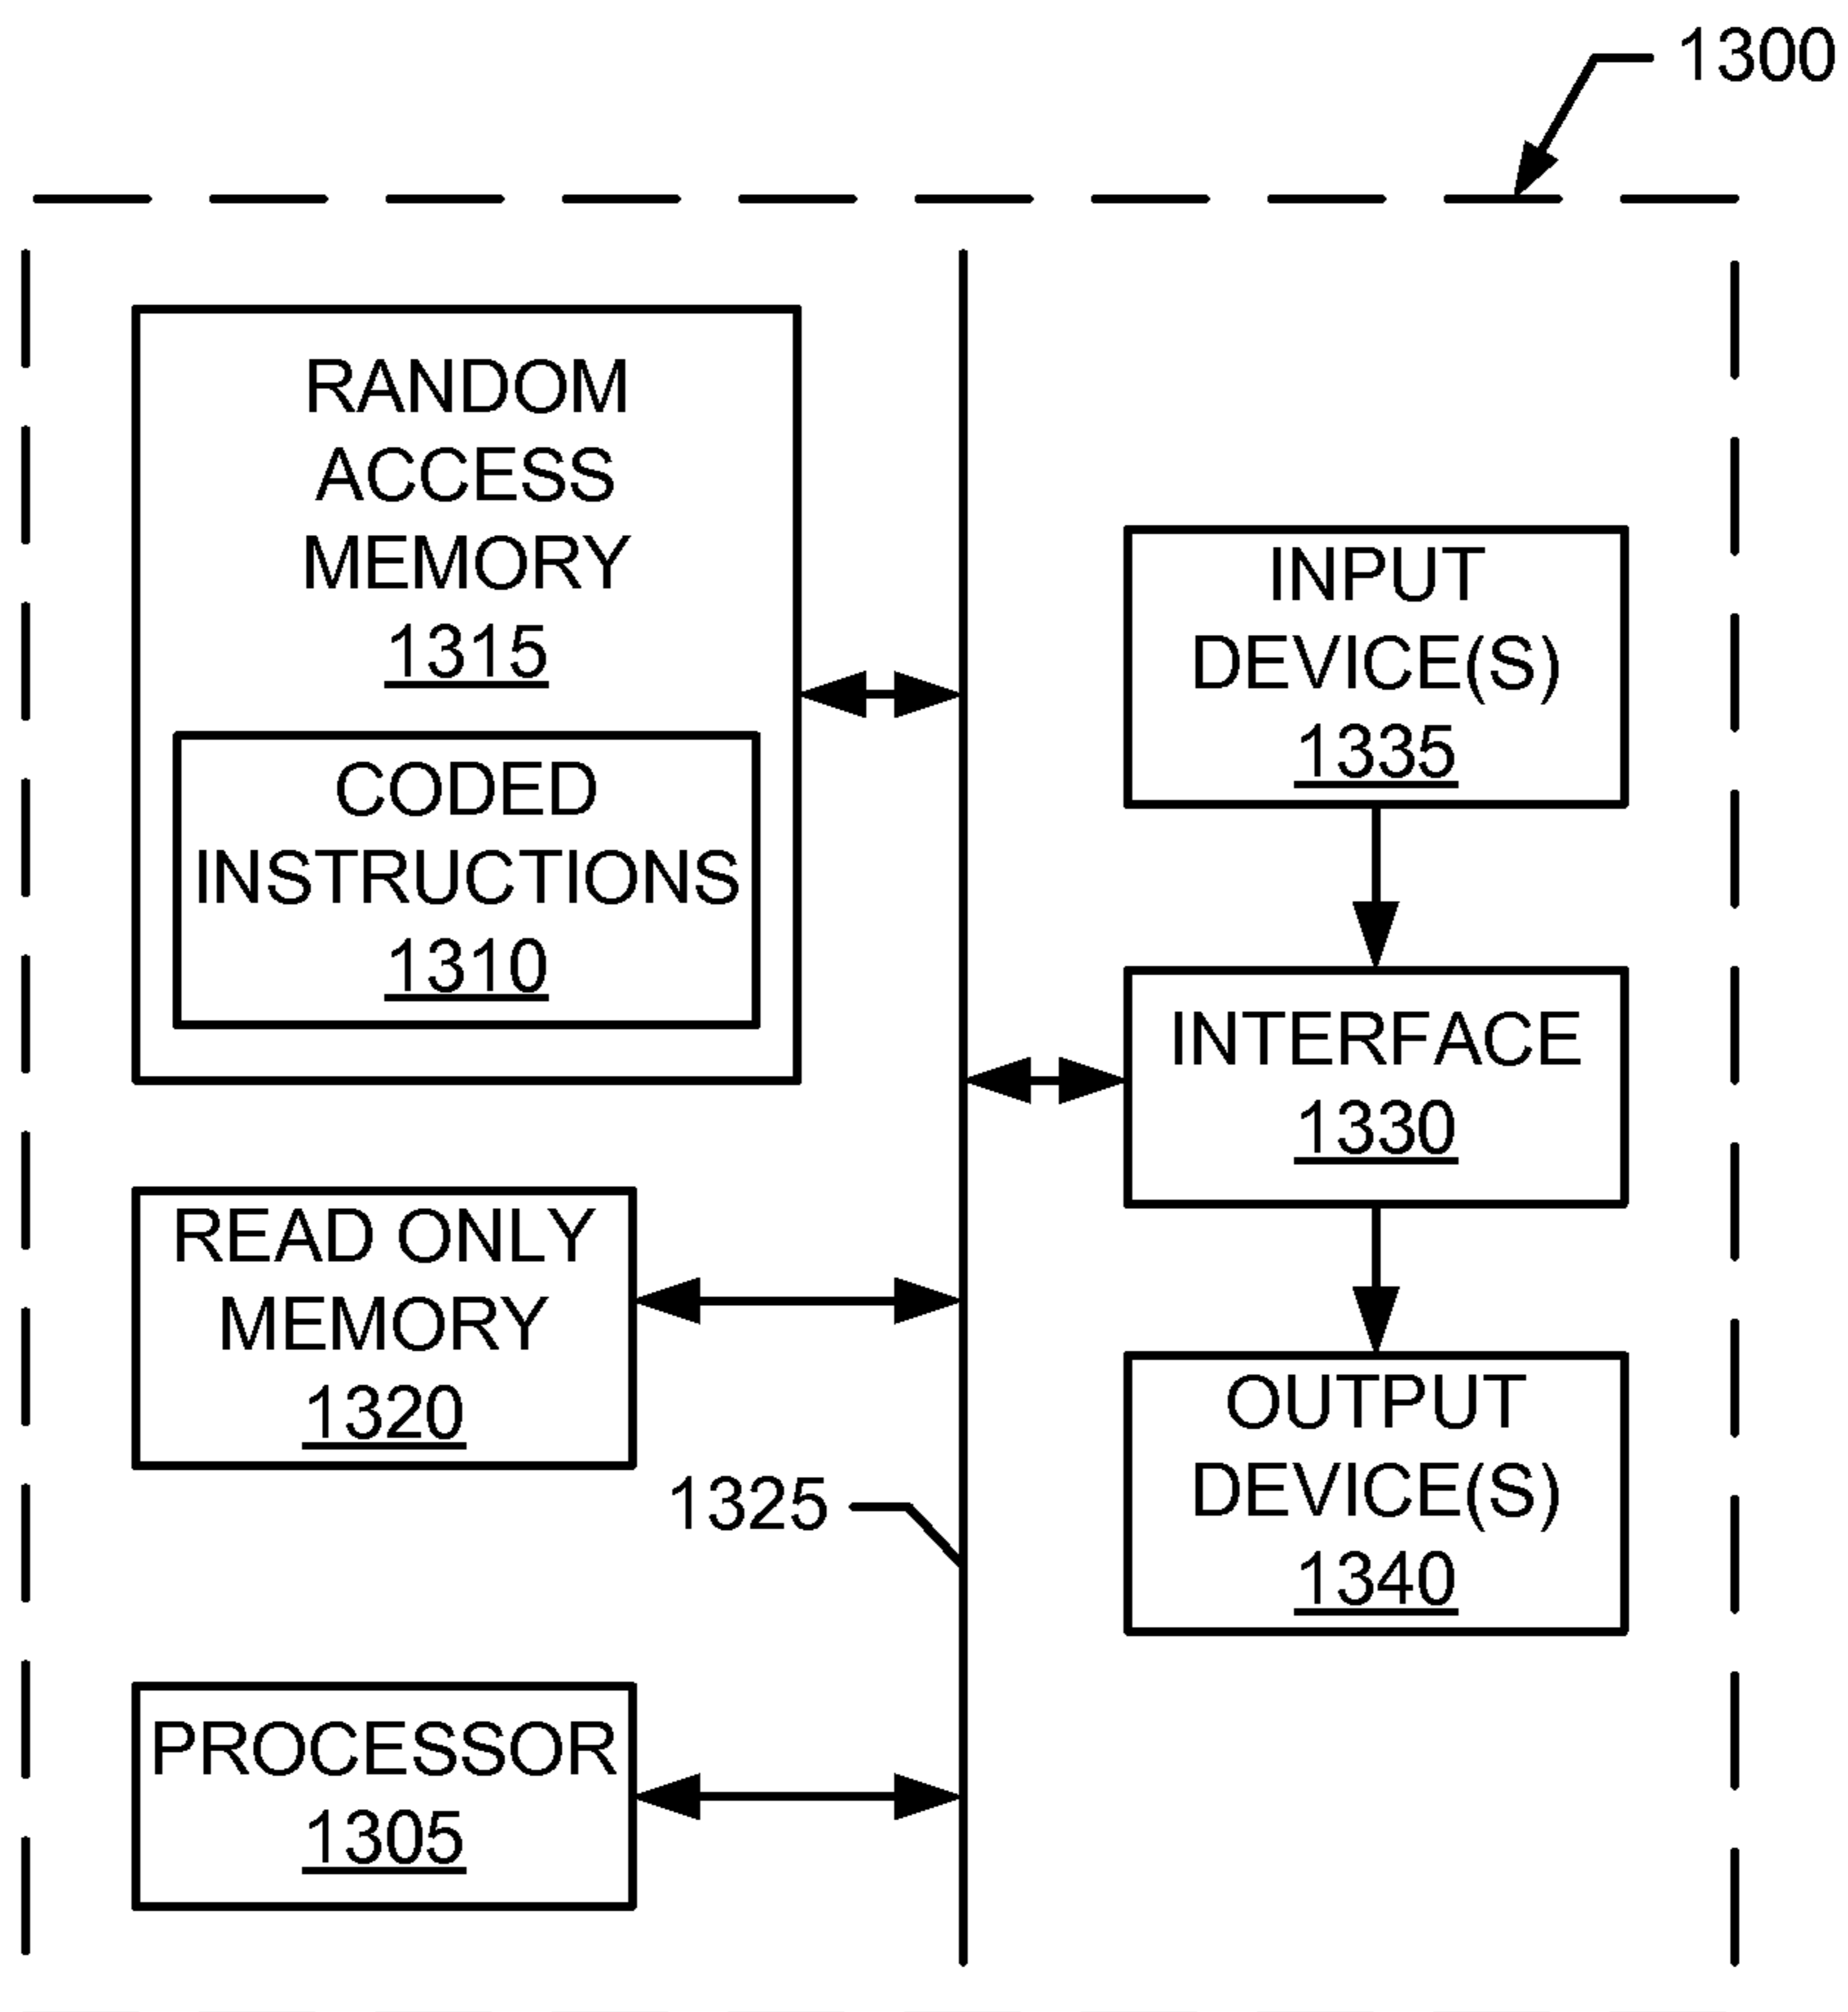 1300
RANDOM
ACCESS
MEMORY
1315
CODED
INSTRUCTIONS
1310
INPUT
DEVICE(S)
1335
INTERFACE
1330
READ ONLY
MEMORY
1320
OUTPUT
DEVICE(S)
1340
1325
PROCESSOR
1305